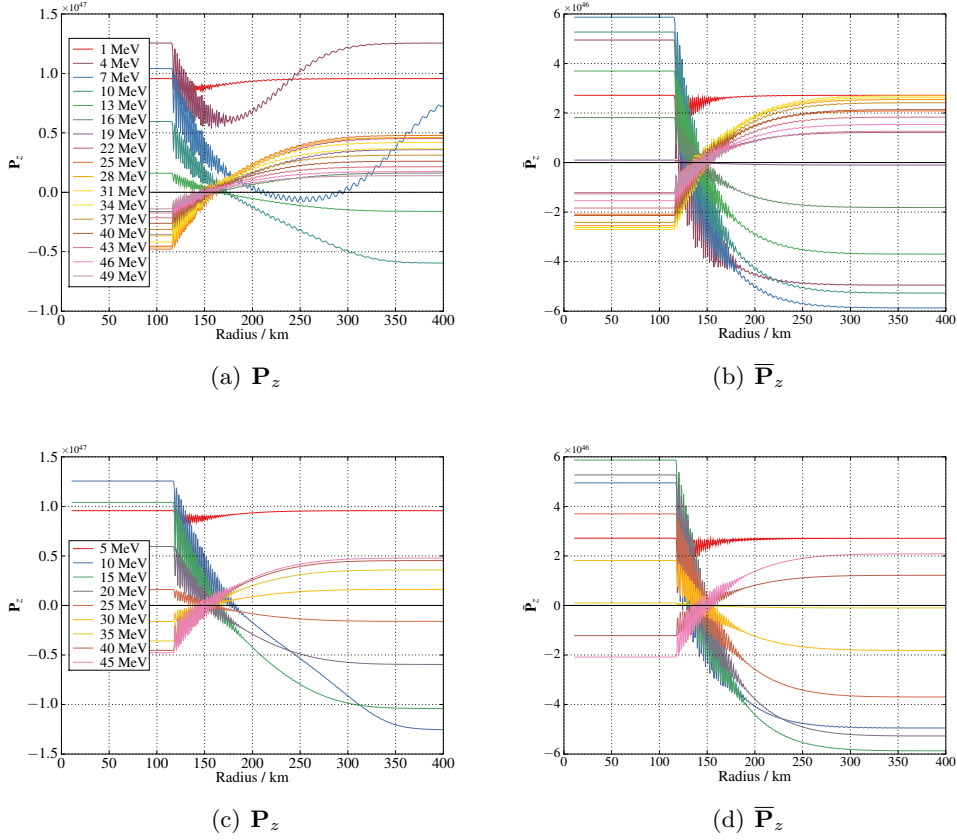 ×10^47
1.5
1.0
0.5
0.0
−0.5
−1.0
P_z
1 MeV
4 MeV
7 MeV
10 MeV
13 MeV
16 MeV
19 MeV
22 MeV
25 MeV
28 MeV
31 MeV
34 MeV
37 MeV
40 MeV
43 MeV
46 MeV
49 MeV
0 50 100 150 200 250 300 350 400
Radius / km
(a) P_z
×10^46
6
4
2
0
−2
−4
−6
P̄_z
0 50 100 150 200 250 300 350 400
Radius / km
(b) P̅_z
×10^47
1.5
1.0
0.5
0.0
−0.5
−1.0
−1.5
P_z
5 MeV
10 MeV
15 MeV
20 MeV
25 MeV
30 MeV
35 MeV
40 MeV
45 MeV
0 50 100 150 200 250 300 350 400
Radius / km
(c) P_z
×10^46
6
4
2
0
−2
−4
−6
P̄_z
0 50 100 150 200 250 300 350 400
Radius / km
(d) P̅_z